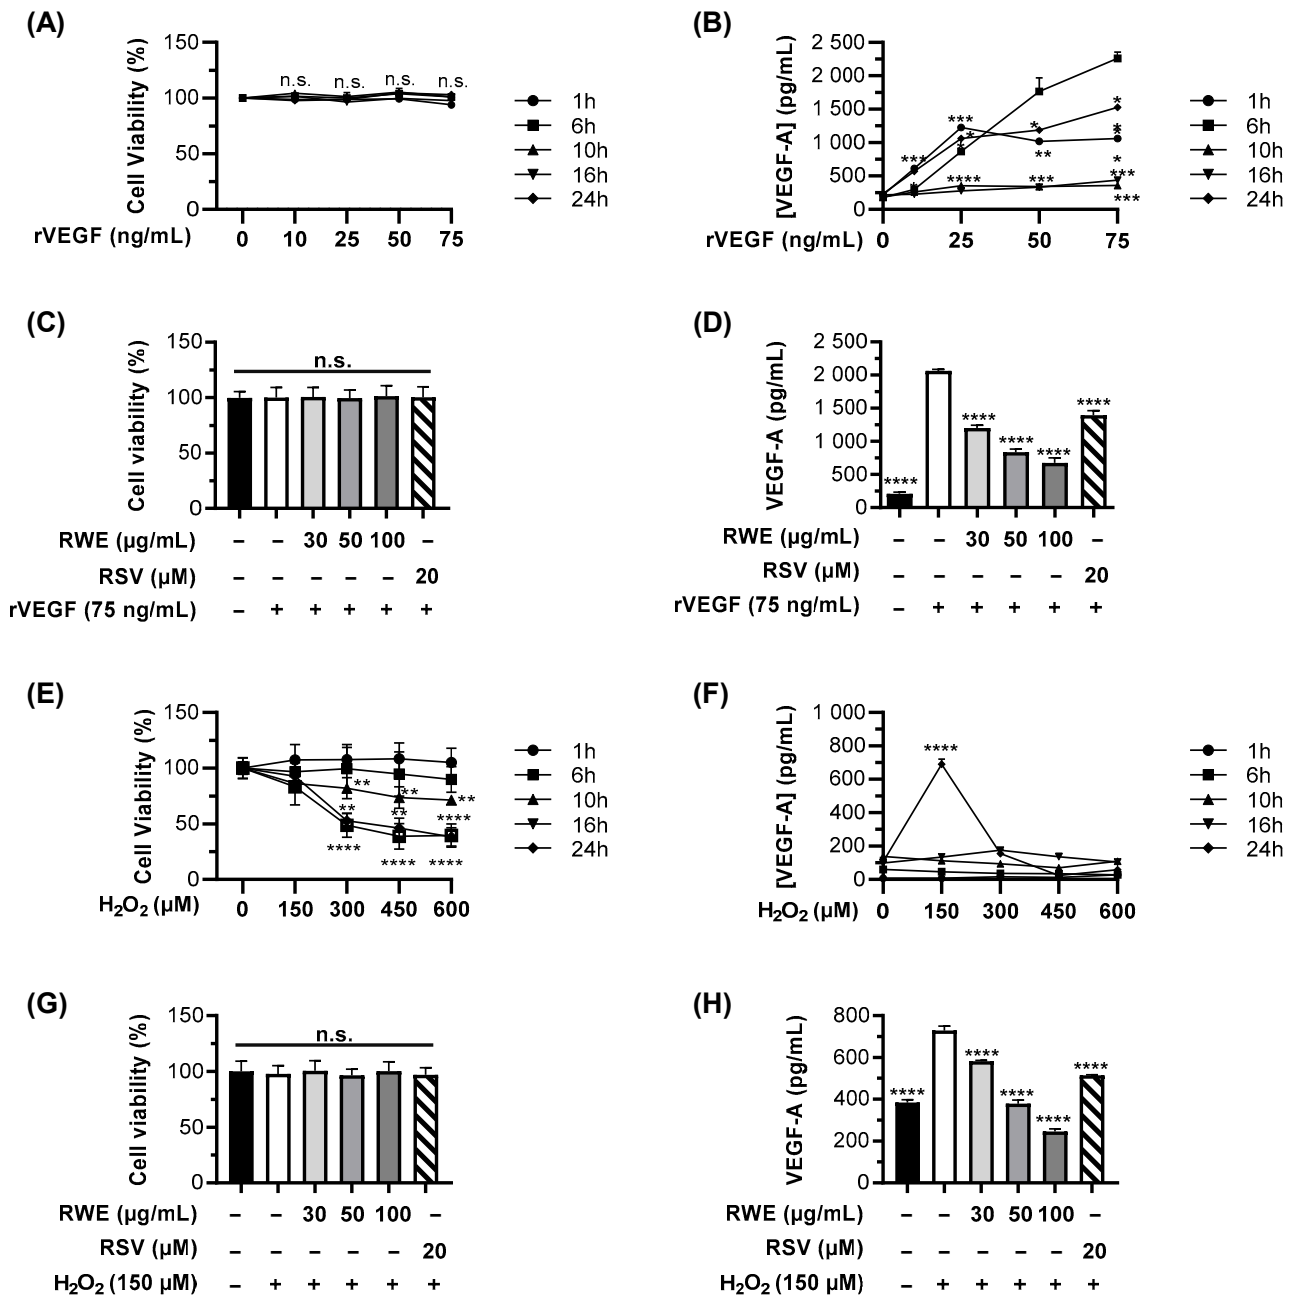 (A)
Cell Viability (%)
150
100
50
0
n.s. n.s. n.s. n.s.
0 10 25 50 75
rVEGF (ng/mL)
1h
6h
10h
16h
24h
(B)
[VEGF-A] (pg/mL)
2 500
2 000
1 500
1 000
500
0
*** *** * * ** * * * *
**** *** *** ***
0 25 50 75
rVEGF (ng/mL)
1h
6h
10h
16h
24h
(C)
Cell viability (%)
150
100
50
0
n.s.
RWE (µg/mL) – – 30 50 100 –
RSV (µM) – – – – – 20
rVEGF (75 ng/mL) – + + + + +
(D)
VEGF-A (pg/mL)
2 500
2 000
1 500
1 000
500
0
**** **** **** **** ****
RWE (µg/mL) – – 30 50 100 –
RSV (µM) – – – – – 20
rVEGF (75 ng/mL) – + + + + +
(E)
Cell Viability (%)
150
100
50
0
** ** **
** ** ****
**** **** ****
0 150 300 450 600
H₂O₂ (µM)
1h
6h
10h
16h
24h
(F)
[VEGF-A] (pg/mL)
1 000
800
600
400
200
0
****
0 150 300 450 600
H₂O₂ (µM)
1h
6h
10h
16h
24h
(G)
Cell viability (%)
150
100
50
0
n.s.
RWE (µg/mL) – – 30 50 100 –
RSV (µM) – – – – – 20
H₂O₂ (150 µM) – + + + + +
(H)
VEGF-A (pg/mL)
800
600
400
200
0
**** **** **** **** ****
RWE (µg/mL) – – 30 50 100 –
RSV (µM) – – – – – 20
H₂O₂ (150 µM) – + + + + +